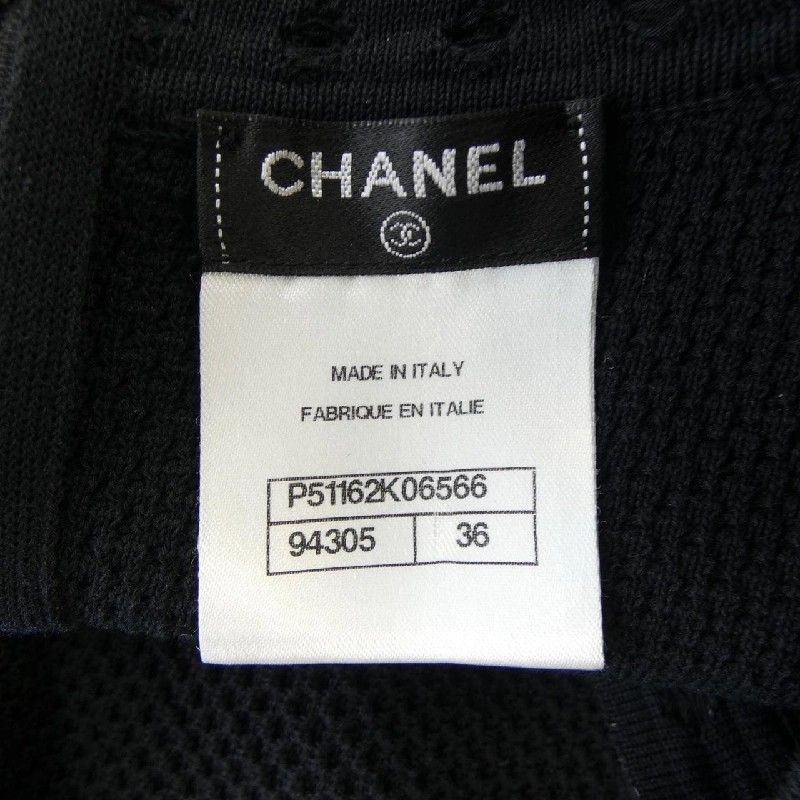 CHANEL
MADE IN ITALY
FABRIQUE EN ITALIE
P51162K06566
94305 36